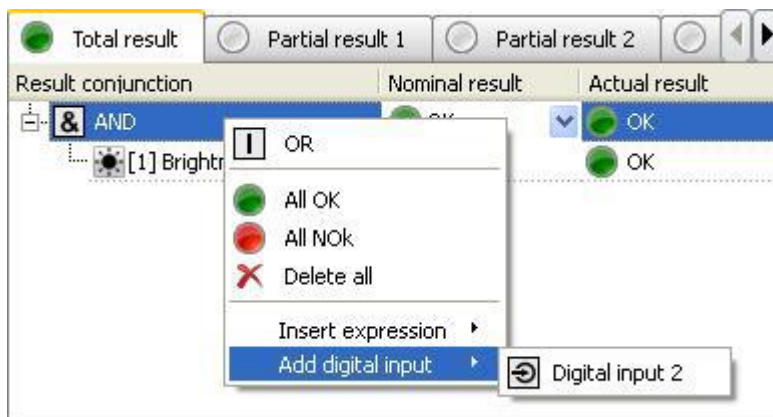 Total result Partial result 1 Partial result 2
Result conjunction Nominal result Actual result
& AND OK
OR
[1] OK
All OK
All NOk
Delete all
Insert expression
Add digital input Digital input 2